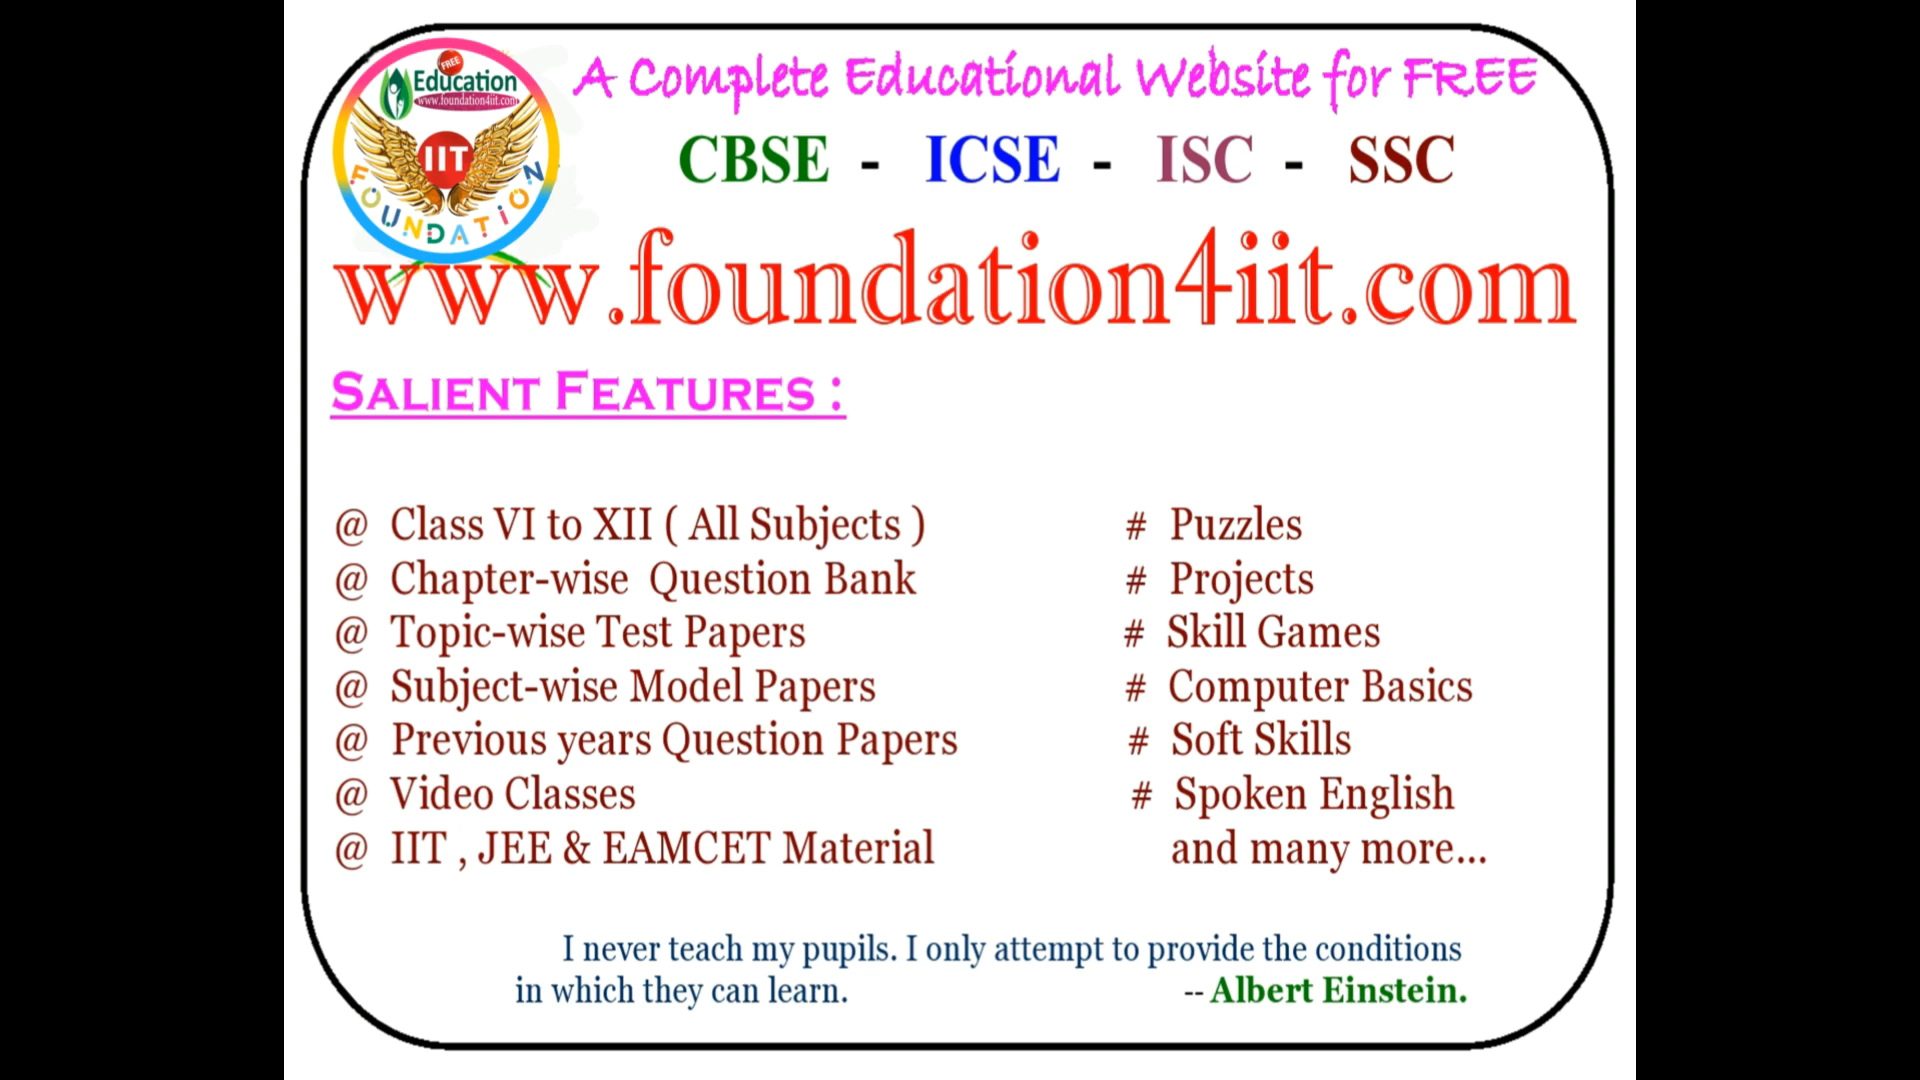 FREE
Education
www.foundation4iit.com
IIT
FOUNDATION
A Complete Educational Website for FREE
CBSE - ICSE - ISC - SSC
www.foundation4iit.com
SALIENT FEATURES :
@ Class VI to XII ( All Subjects )
@ Chapter-wise Question Bank
@ Topic-wise Test Papers
@ Subject-wise Model Papers
@ Previous years Question Papers
@ Video Classes
@ IIT , JEE & EAMCET Material
# Puzzles
# Projects
# Skill Games
# Computer Basics
# Soft Skills
# Spoken English
and many more...
I never teach my pupils. I only attempt to provide the conditions
in which they can learn. -- Albert Einstein.